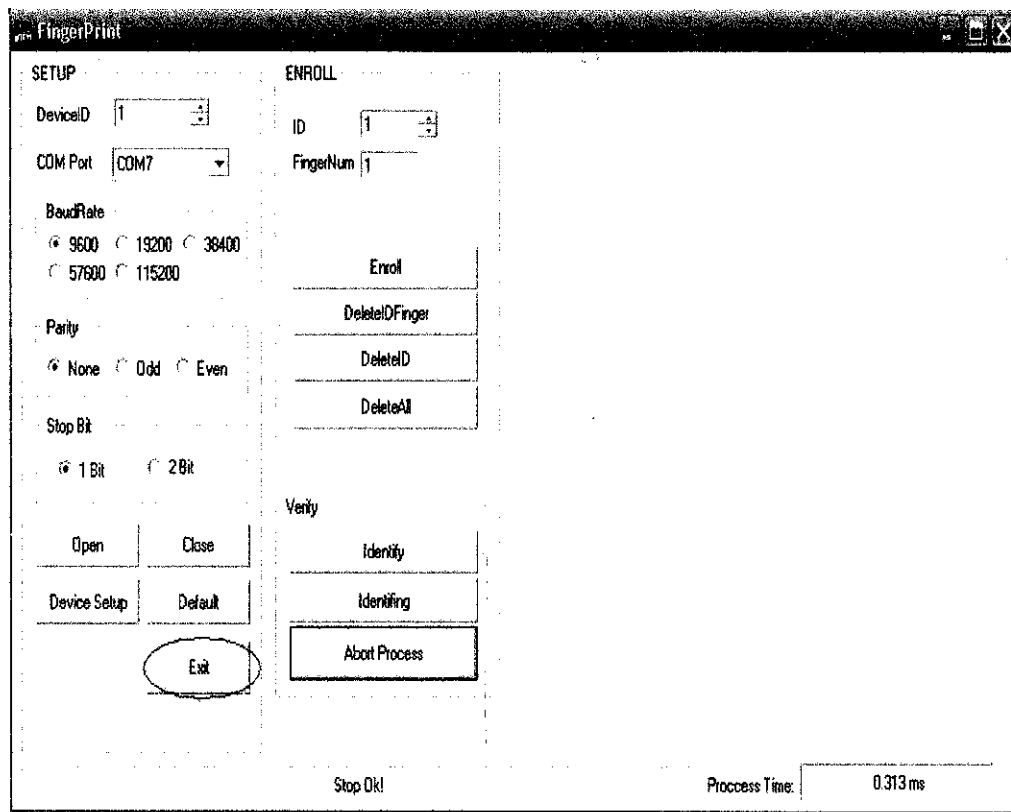 FingerPrint
SETUP
DeviceID 1
COM Port COM7
BaudRate
9600 19200 38400
57600 115200
Parity
None Odd Even
Stop Bit
1 Bit 2 Bit
Open Close
Device Setup Default
Exit
ENROLL
ID 1
FingerNum 1
Enroll
DeleteIDFinger
DeleteID
DeleteAll
Verify
Identify
Identifing
Abort Process
Stop Ok!
Proccess Time: 0.313 ms